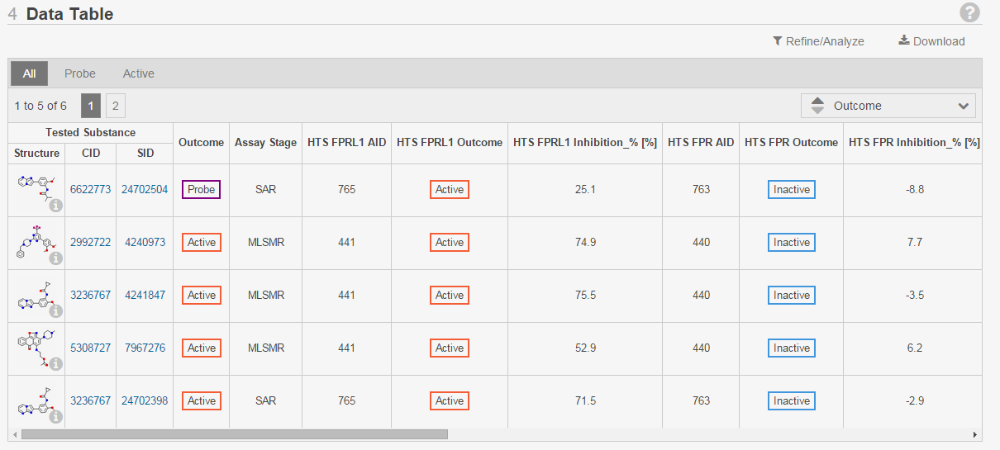 4 Data Table
?
Refine/Analyze Download
All Probe Active
1 to 5 of 6 1 2 Outcome
Tested Substance
Structure CID SID Outcome Assay Stage HTS FPRL1 AID HTS FPRL1 Outcome HTS FPRL1 Inhibition_% [%] HTS FPR AID HTS FPR Outcome HTS FPR Inhibition_% [%]
i 6622773 24702504 Probe SAR 765 Active 25.1 763 Inactive -8.8
i 2992722 4240973 Active MLSMR 441 Active 74.9 440 Inactive 7.7
i 3236767 4241847 Active MLSMR 441 Active 75.5 440 Inactive -3.5
i 5308727 7967276 Active MLSMR 441 Active 52.9 440 Inactive 6.2
i 3236767 24702398 Active SAR 765 Active 71.5 763 Inactive -2.9